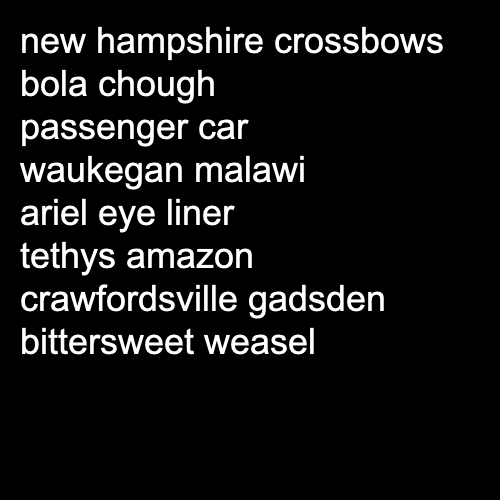 new hampshire crossbows
bola chough
passenger car
waukegan malawi
ariel eye liner
tethys amazon
crawfordsville gadsden
bittersweet weasel